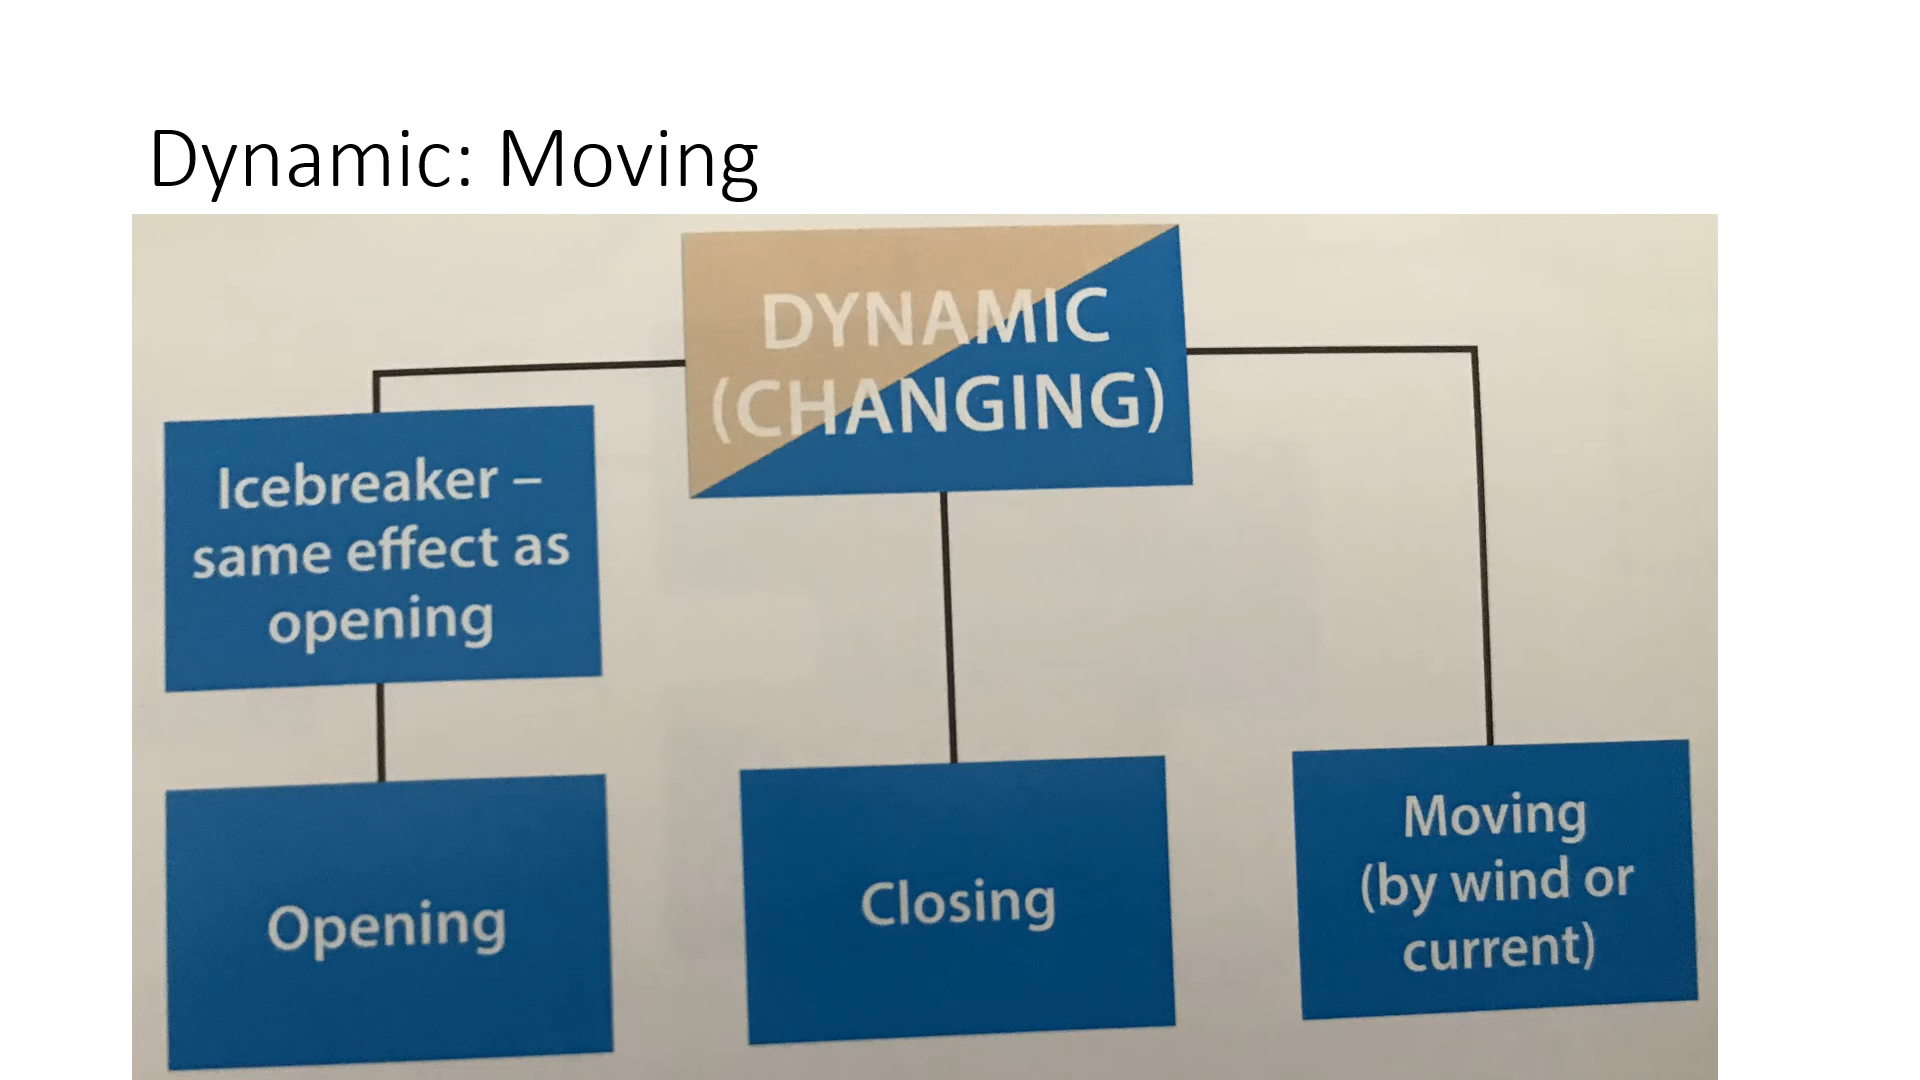 Dynamic: Moving
DYNAMIC
(CHANGING)
Icebreaker –
same effect as
opening
Opening
Closing
Moving
(by wind or
current)